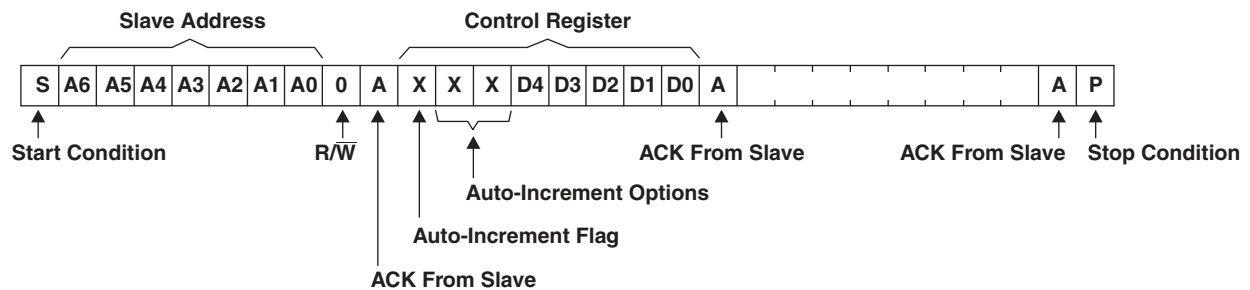 Slave Address Control Register
S A6 A5 A4 A3 A2 A1 A0 0 A X X X D4 D3 D2 D1 D0 A A P
Start Condition R/W̅ ACK From Slave ACK From Slave Stop Condition
Auto-Increment Options
Auto-Increment Flag
ACK From Slave